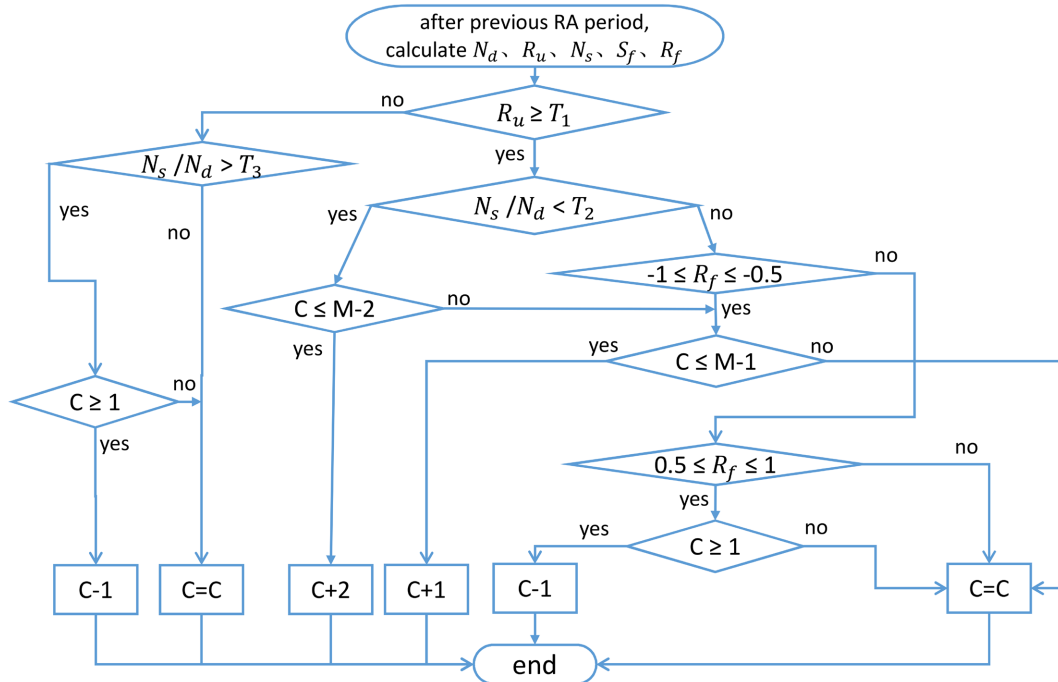 after previous RA period,
calculate N_d、R_u、N_s、S_f、R_f
no
R_u ≥ T_1
yes
N_s /N_d > T_3
yes
no
N_s /N_d < T_2
yes
no
-1 ≤ R_f ≤ -0.5
no
yes
C ≤ M-2
no
yes
C ≤ M-1
yes
no
C ≥ 1
no
yes
0.5 ≤ R_f ≤ 1
no
yes
C ≥ 1
yes
no
C-1
C=C
C+2
C+1
C-1
C=C
end